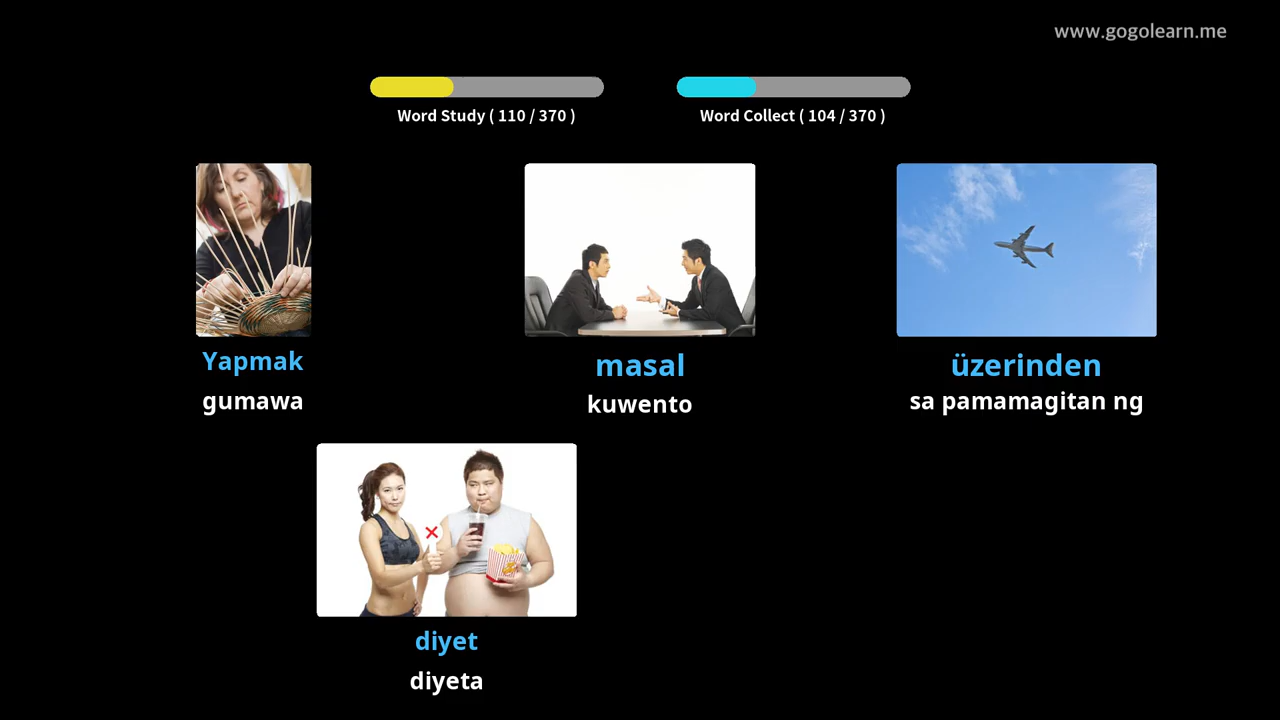 www.gogolearn.me
Word Study ( 110 / 370 )
Word Collect ( 104 / 370 )
Yapmak
gumawa
masal
kuwento
üzerinden
sa pamamagitan ng
diyet
diyeta